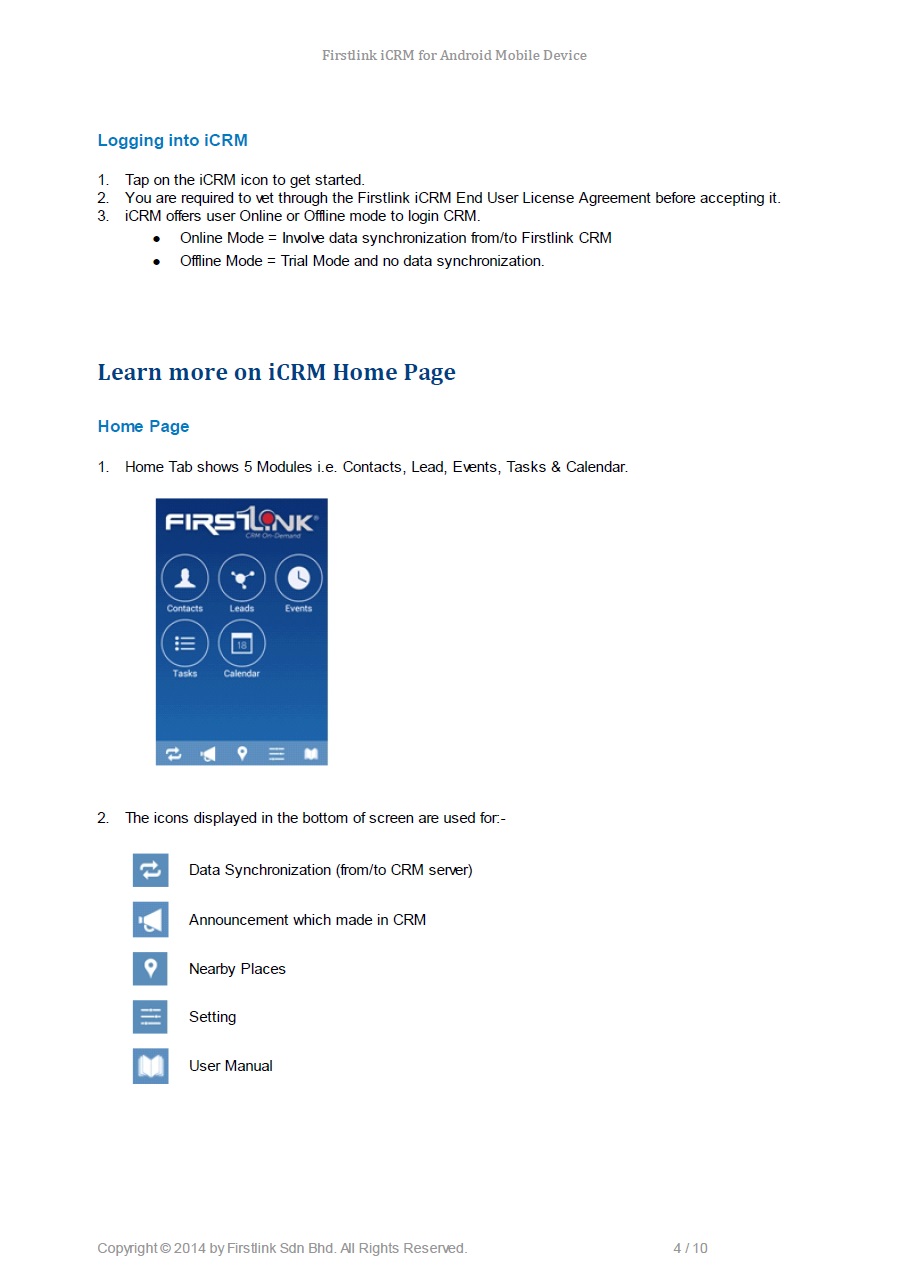 Firstlink iCRM for Android Mobile Device
Logging into iCRM
1. Tap on the iCRM icon to get started.
2. You are required to vet through the Firstlink iCRM End User License Agreement before accepting it.
3. iCRM offers user Online or Offline mode to login CRM.
● Online Mode = Involve data synchronization from/to Firstlink CRM
● Offline Mode = Trial Mode and no data synchronization.
Learn more on iCRM Home Page
Home Page
1. Home Tab shows 5 Modules i.e. Contacts, Lead, Events, Tasks & Calendar.
FIRSTLINK®
CRM On-Demand
Contacts Leads Events
18
Tasks Calendar
2. The icons displayed in the bottom of screen are used for:-
Data Synchronization (from/to CRM server)
Announcement which made in CRM
Nearby Places
Setting
User Manual
Copyright © 2014 by Firstlink Sdn Bhd. All Rights Reserved. 4 / 10